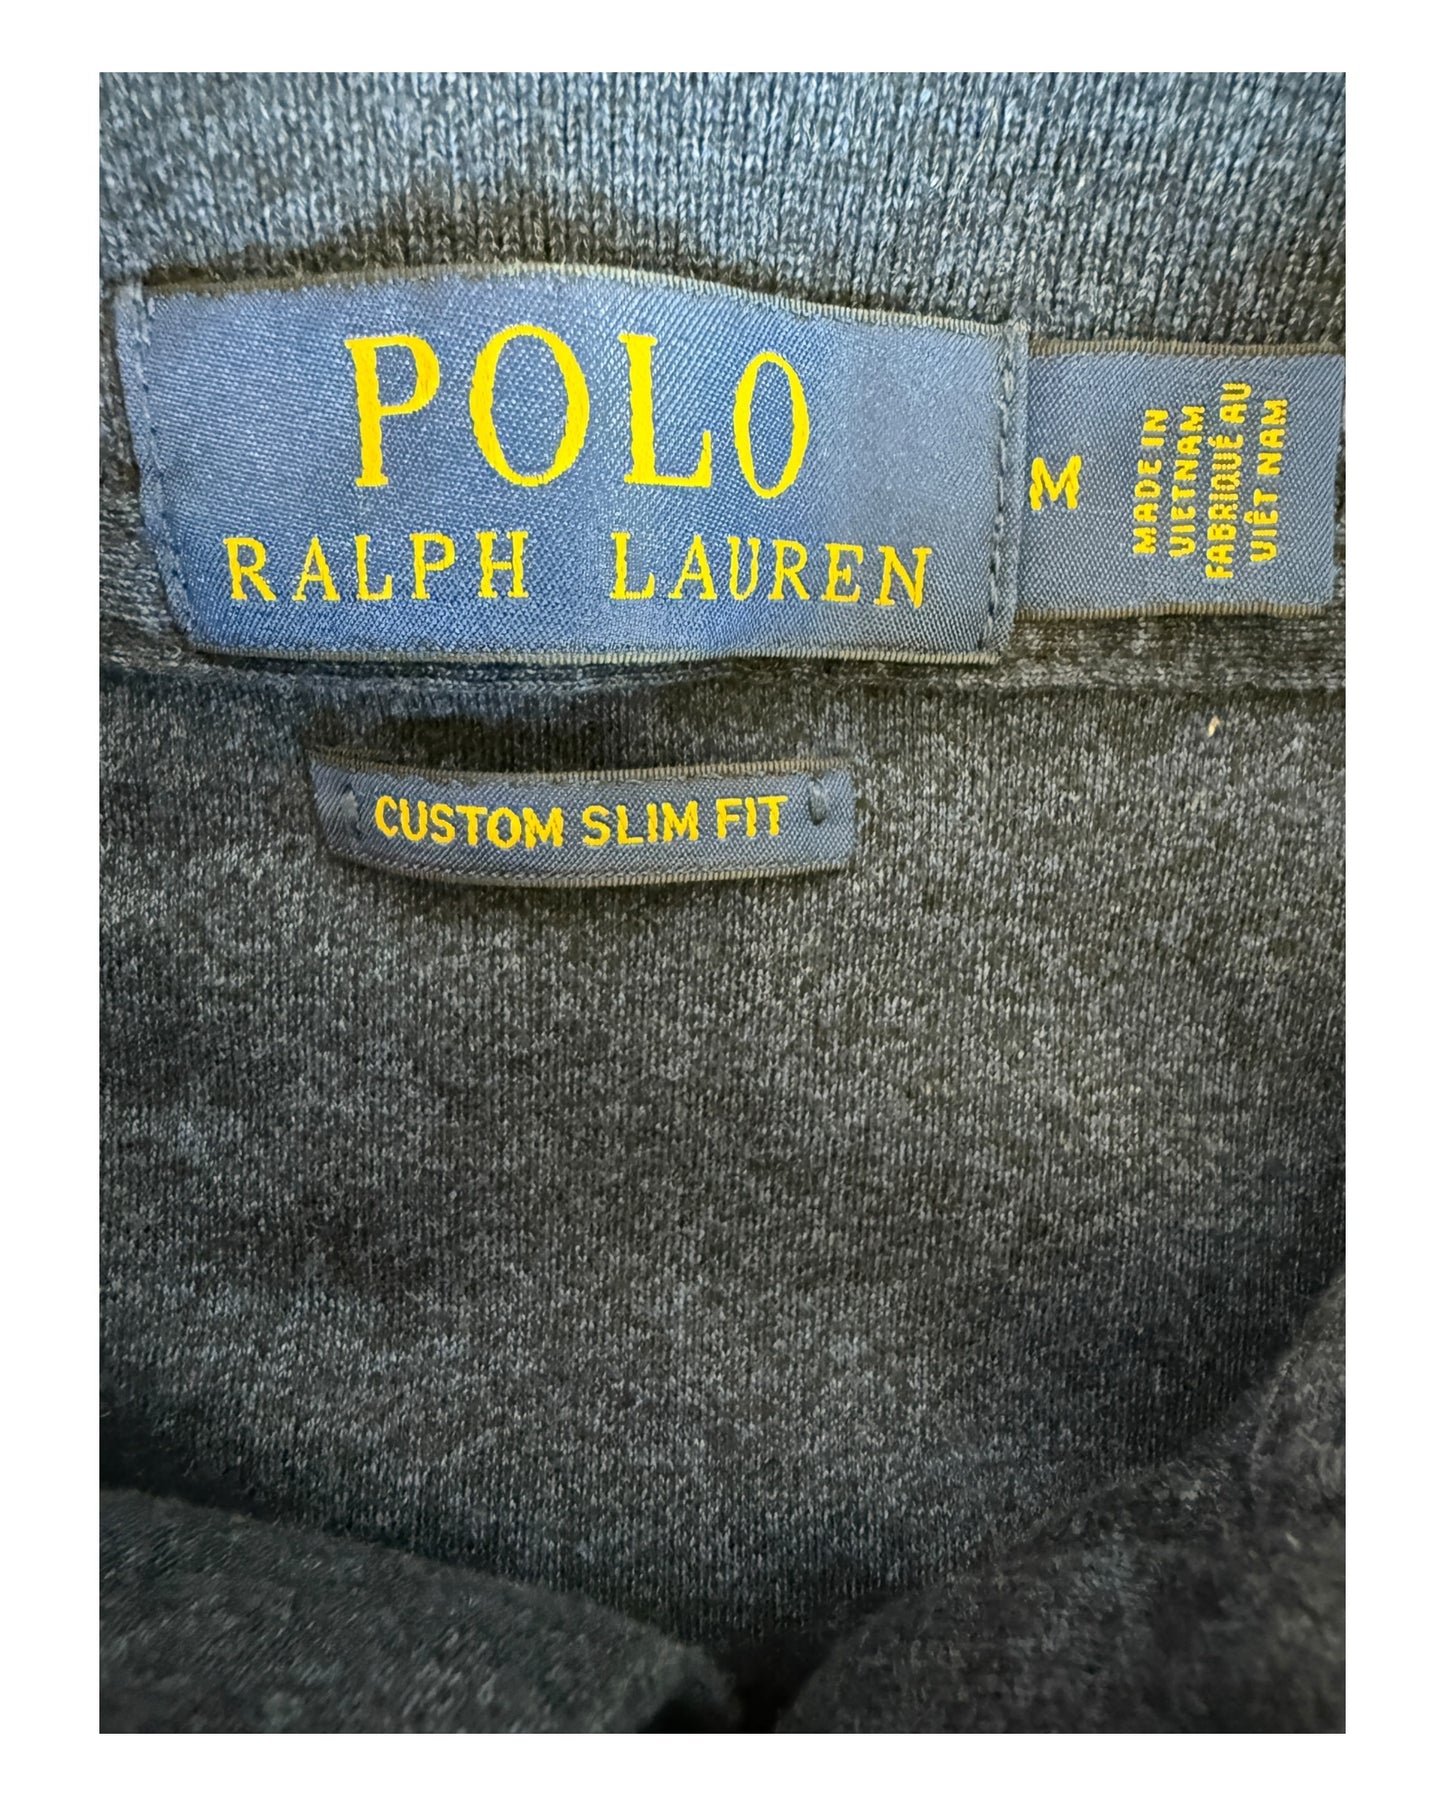 POLO
RALPH LAUREN
M
MADE IN
VIETNAM
FABRIQUÉ AU
VIÊT NAM
CUSTOM SLIM FIT